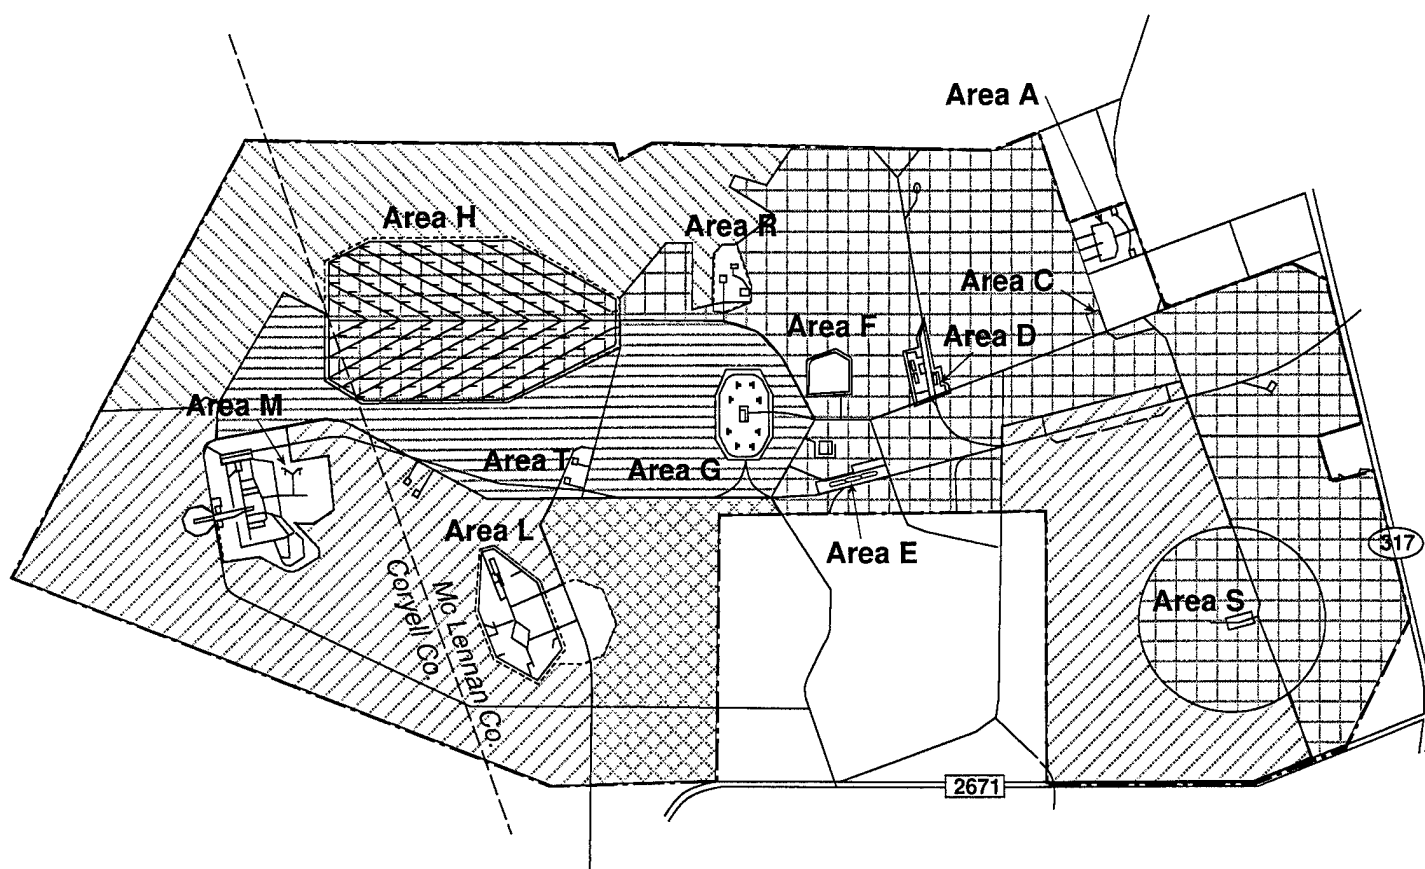 Area A
Area H
Area R
Area C
Area F
Area D
Area M
Area T
Area G
Area L
Area E
317
Mc Lennan Co.
Coryell Co.
Area S
2671